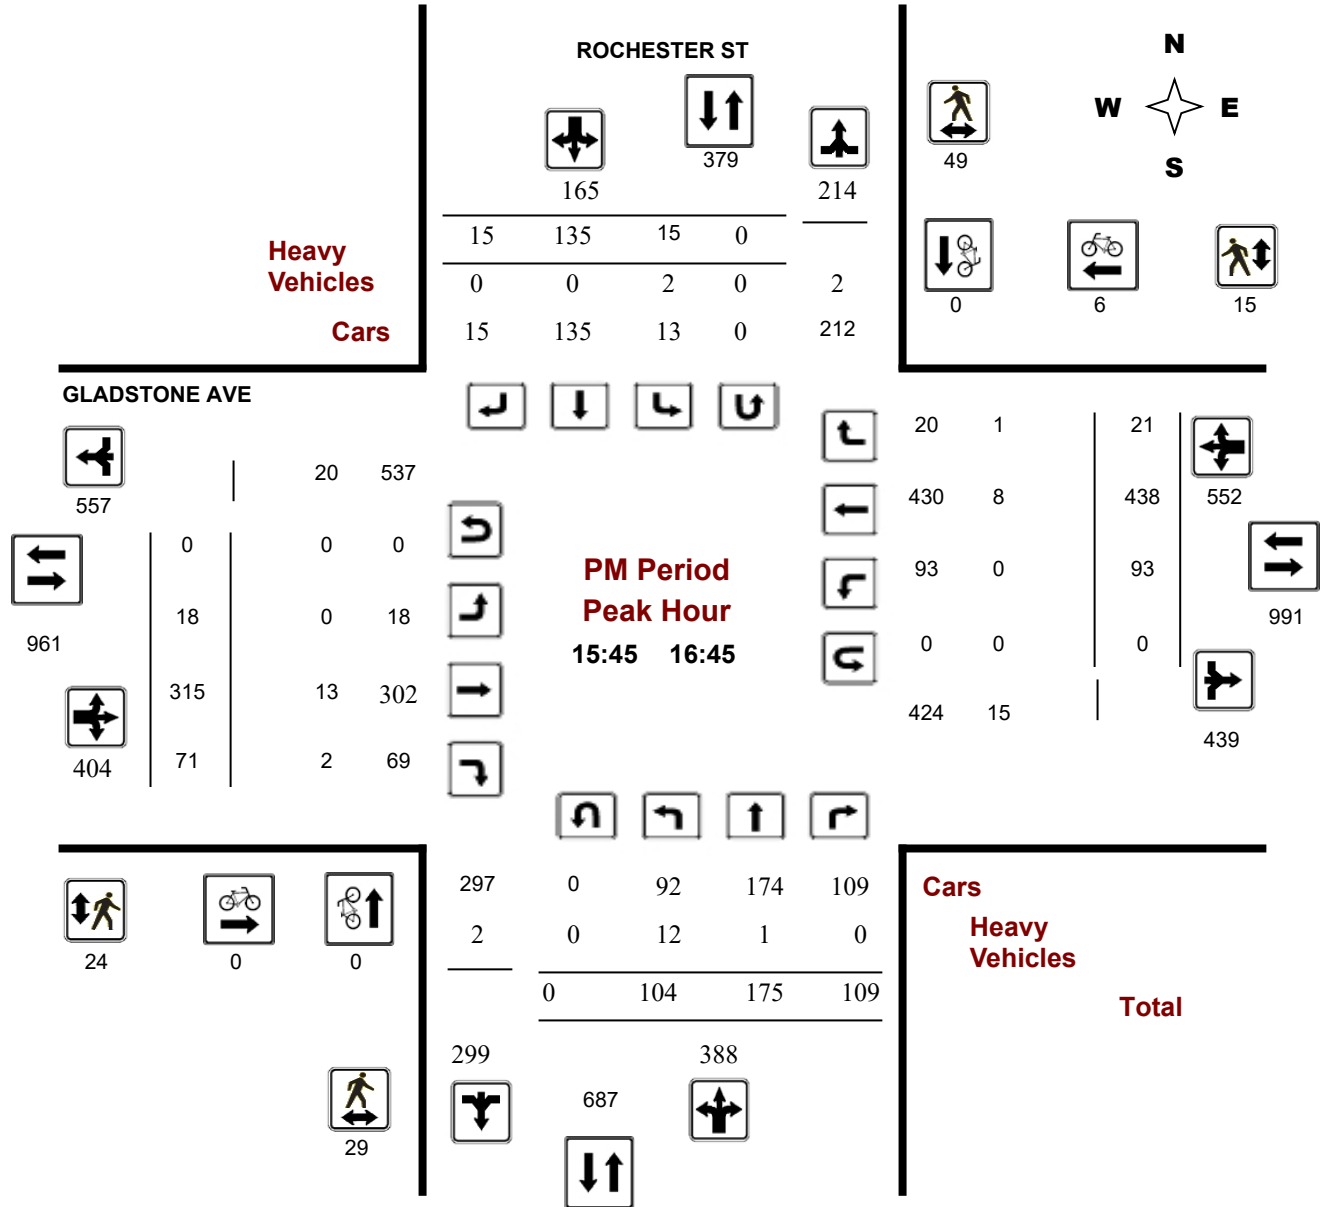 ROCHESTER ST
N
W E
S
379
49
165
214
15 135 15 0
Heavy
Vehicles
0 0 2 0 2
0 6 15
Cars
15 135 13 0 212
GLADSTONE AVE
20 1 21
20 537
557
430 8 438 552
0 0 0
PM Period
Peak Hour
93 0 93
18 0 18
991
961
15:45 16:45
0 0 0
315 13 302
424 15
439
404
71 2 69
297 0 92 174 109
Cars
2 0 12 1 0
Heavy
Vehicles
24 0 0
0 104 175 109
Total
299 388
687
29